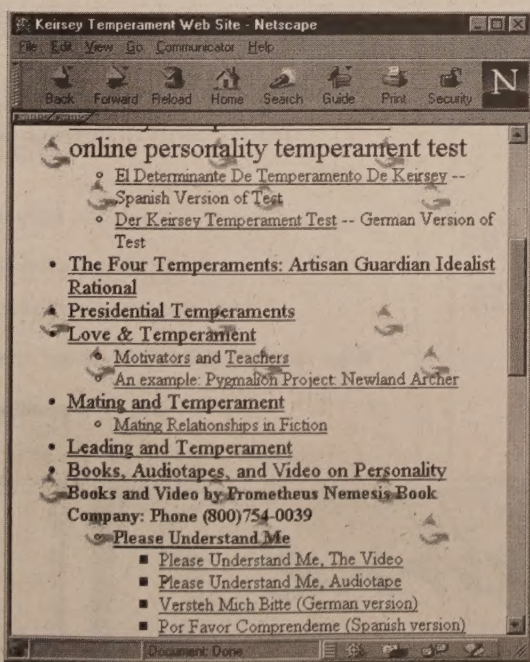 Keirsey Temperament Web Site - Netscape
File Edit View Go Communicator Help
Back Forward Reload Home Search Guide Print Security
N
online personality temperament test
El Determinante De Temperamento De Keirsey --
Spanish Version of Test
Der Keirsey Temperament Test -- German Version of
Test
The Four Temperaments: Artisan Guardian Idealist
Rational
Presidential Temperaments
Love & Temperament
Motivators and Teachers
An example: Pygmalion Project: Newland Archer
Mating and Temperament
Mating Relationships in Fiction
Leading and Temperament
Books, Audiotapes, and Video on Personality
Books and Video by Prometheus Nemesis Book
Company: Phone (800)754-0039
Please Understand Me
Please Understand Me, The Video
Please Understand Me, Audiotape
Versteh Mich Bitte (German version)
Por Favor Comprendeme (Spanish version)
Document: Done